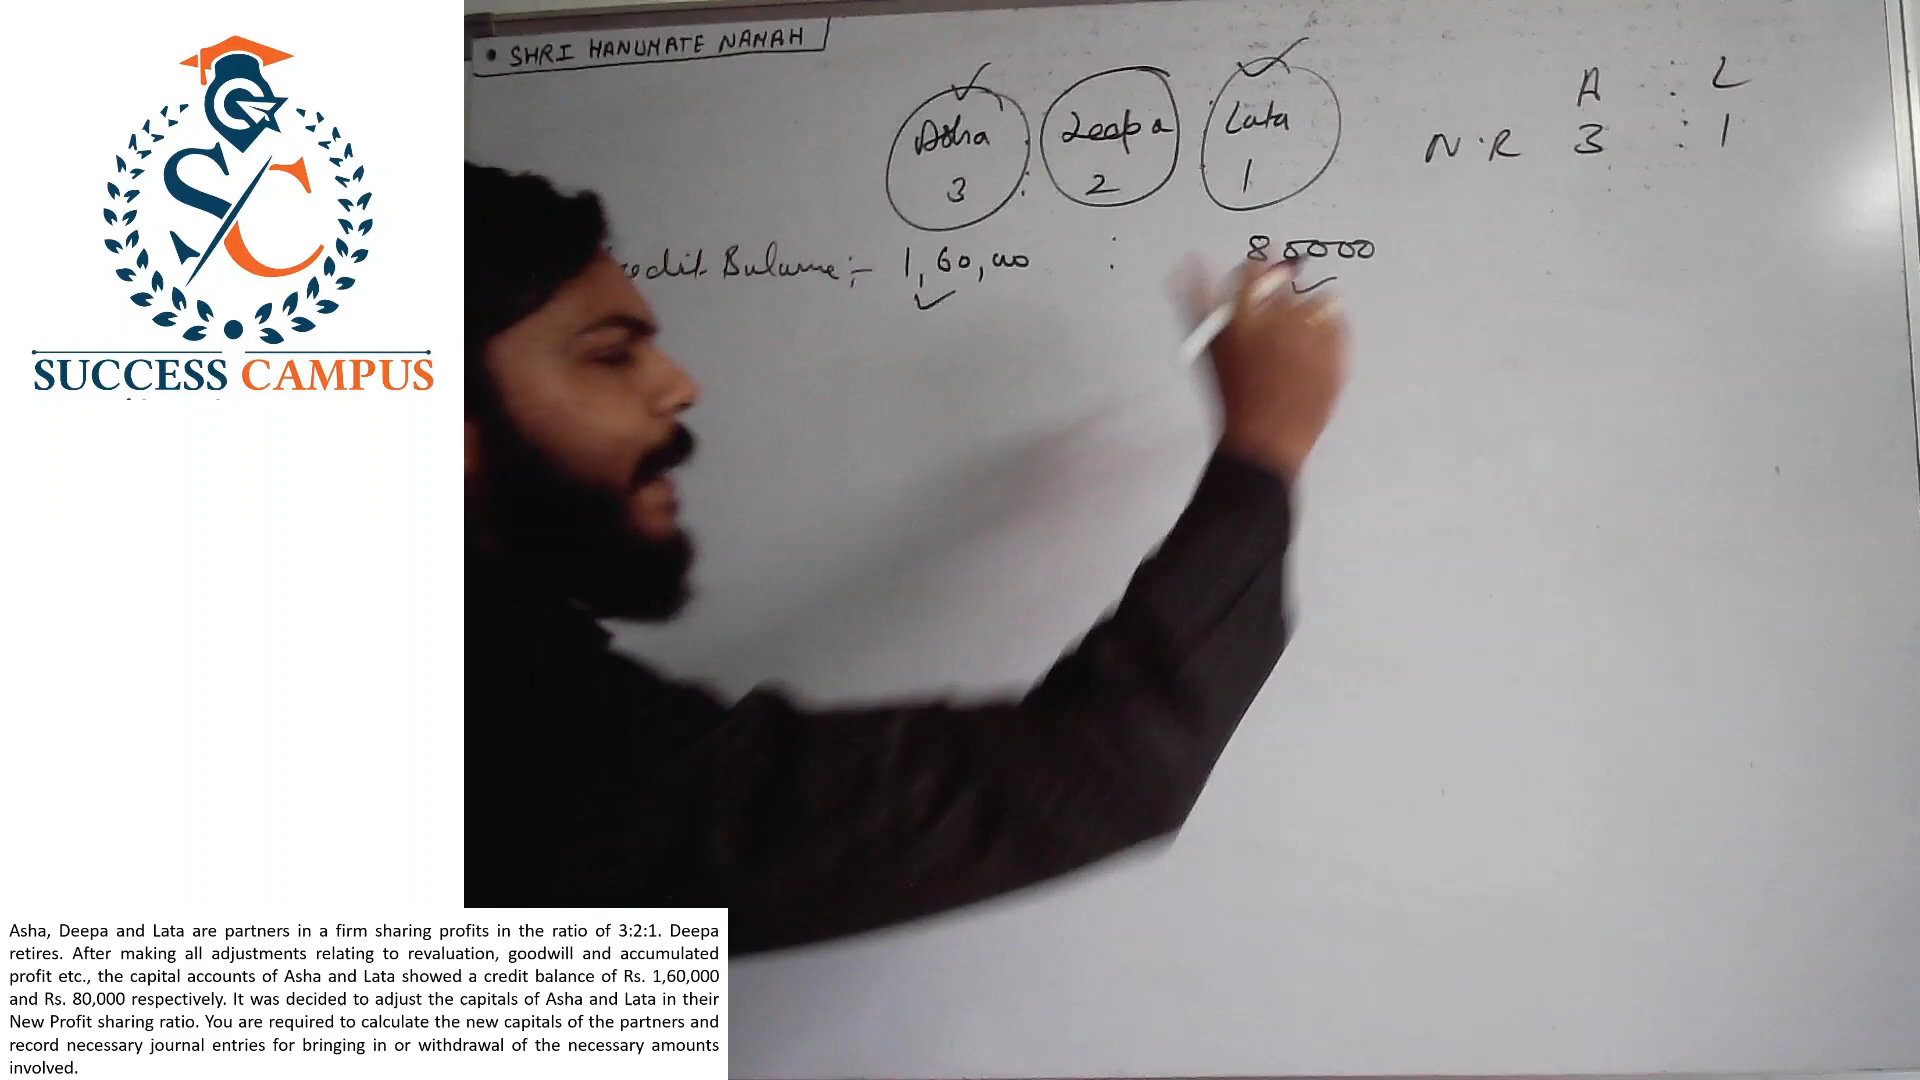 SHRI HANUMATE NAMAH
Asha : Deepa : Lata
3 : 2 1
A : L
N.R 3 : 1
Balance :- 1,60,000 : 80000
SC
SUCCESS CAMPUS
Asha, Deepa and Lata are partners in a firm sharing profits in the ratio of 3:2:1. Deepa
retires. After making all adjustments relating to revaluation, goodwill and accumulated
profit etc., the capital accounts of Asha and Lata showed a credit balance of Rs. 1,60,000
and Rs. 80,000 respectively. It was decided to adjust the capitals of Asha and Lata in their
New Profit sharing ratio. You are required to calculate the new capitals of the partners and
record necessary journal entries for bringing in or withdrawal of the necessary amounts
involved.